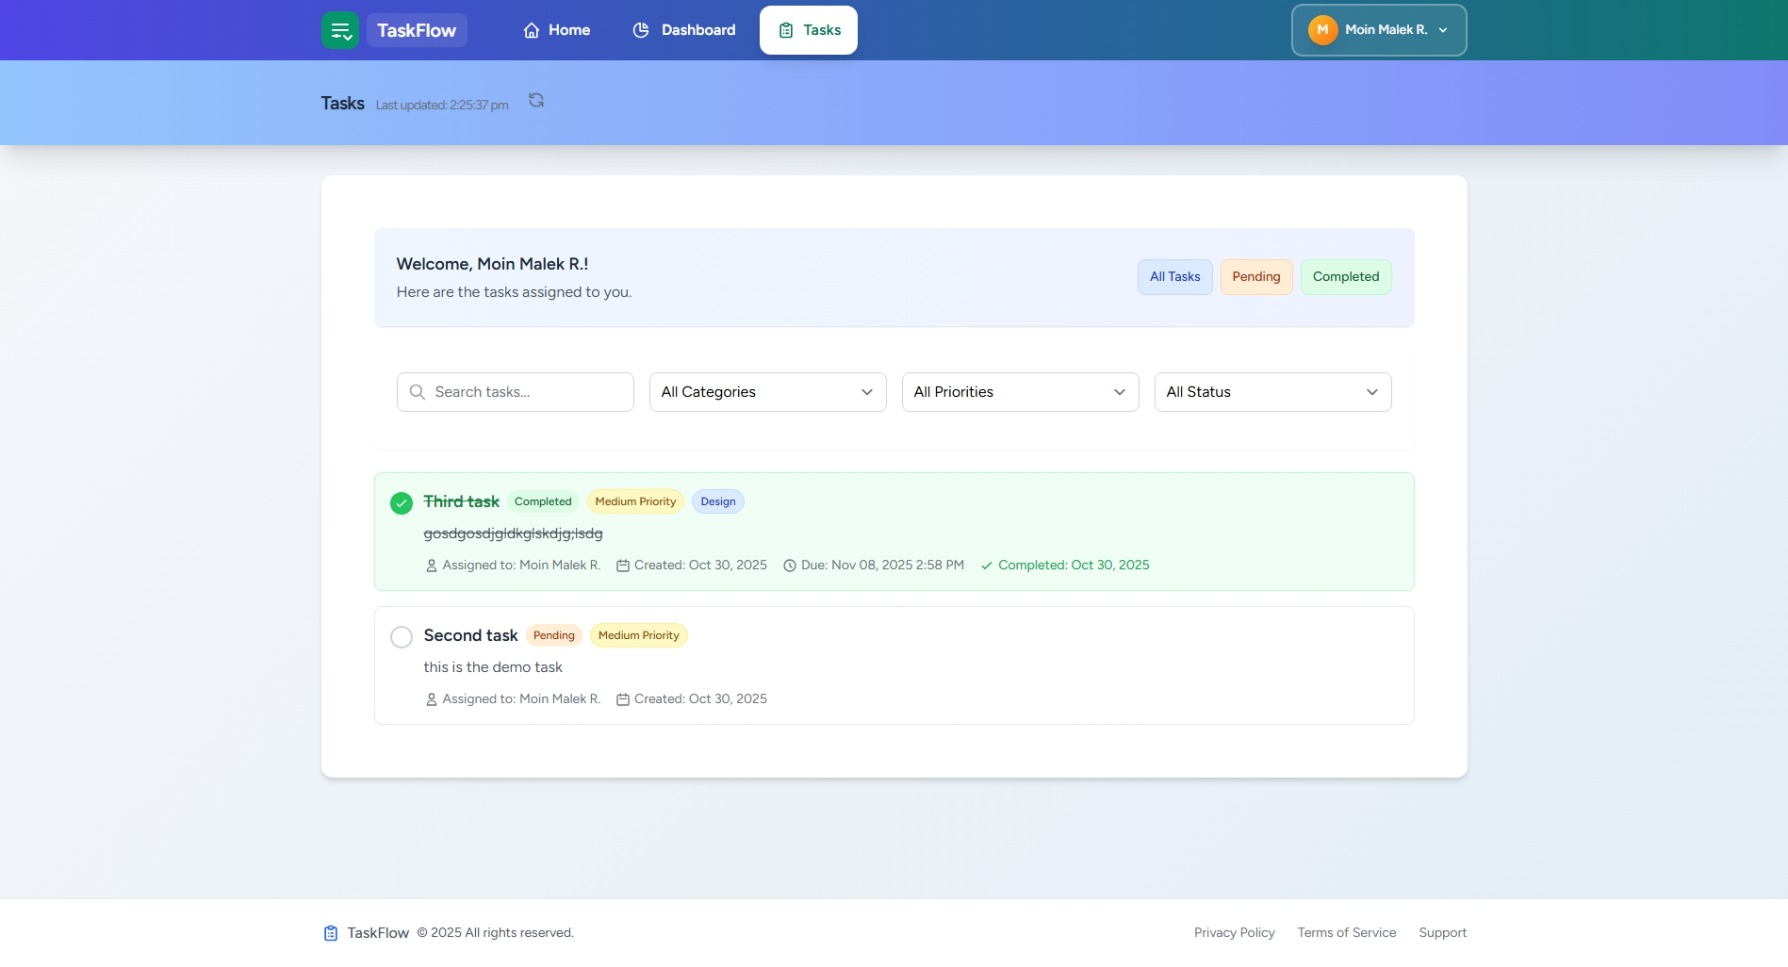 TaskFlow Home Dashboard Tasks M Moin Malek R.
Tasks Last updated: 2:25:37 pm
Welcome, Moin Malek R.!
Here are the tasks assigned to you.
All Tasks Pending Completed
Search tasks... All Categories All Priorities All Status
Third task Completed Medium Priority Design
gosdgosdjgldkglskdjg;lsdg
Assigned to: Moin Malek R. Created: Oct 30, 2025 Due: Nov 08, 2025 2:58 PM Completed: Oct 30, 2025
Second task Pending Medium Priority
this is the demo task
Assigned to: Moin Malek R. Created: Oct 30, 2025
TaskFlow © 2025 All rights reserved. Privacy Policy Terms of Service Support